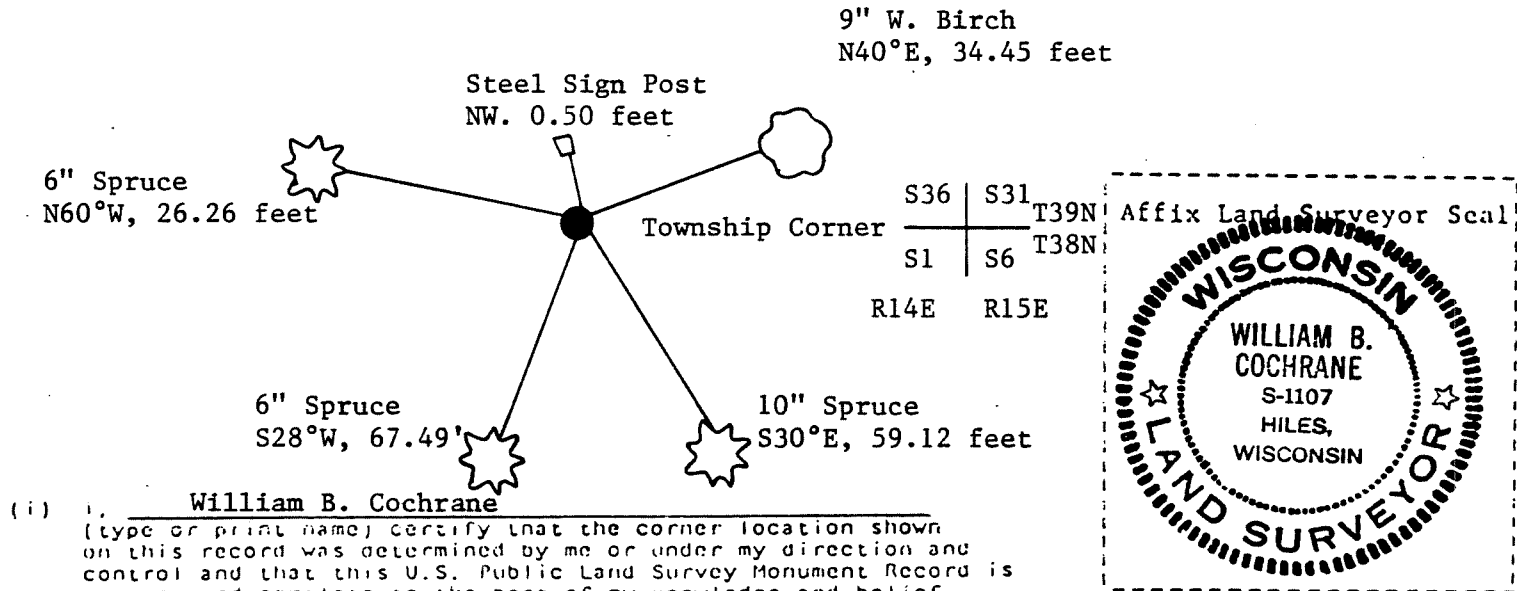 9" W. Birch
N40°E, 34.45 feet
Steel Sign Post
NW. 0.50 feet
6" Spruce
N60°W, 26.26 feet
Township Corner
S36 S31 T39N
S1 S6 T38N
R14E R15E
Affix Land Surveyor Seal
WISCONSIN
WILLIAM B.
COCHRANE
S-1107
HILES,
WISCONSIN
LAND SURVEYOR
6" Spruce
S28°W, 67.49'
10" Spruce
S30°E, 59.12 feet
(i) I, William B. Cochrane
(type or print name) certify that the corner location shown
on this record was determined by me or under my direction and
control and that this U.S. Public Land Survey Monument Record is